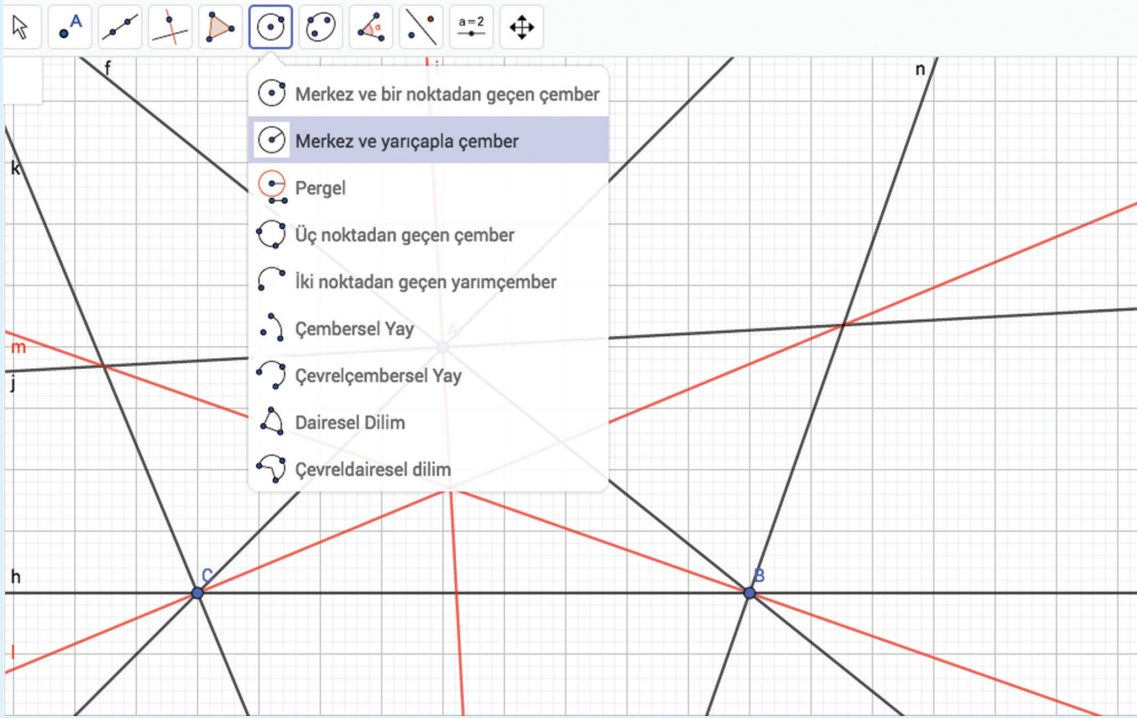 A
α
a=2
f
i
n
Merkez ve bir noktadan geçen çember
Merkez ve yarıçapla çember
k
Pergel
Üç noktadan geçen çember
İki noktadan geçen yarımçember
Çembersel Yay
A
m
j
Çevrelçembersel Yay
Dairesel Dilim
Çevreldairesel dilim
h
C
B
l